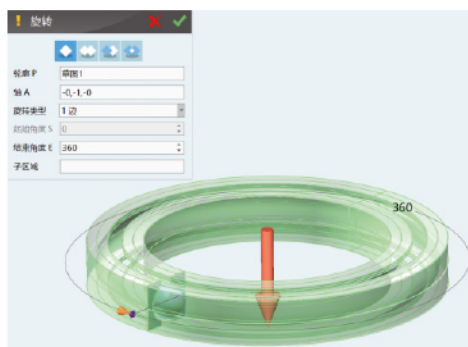 旋转
轮廓 P
草图1
轴 A
-0,-1,-0
旋转类型
1 边
起始角度 S
0
结束角度 E
360
子区域
360